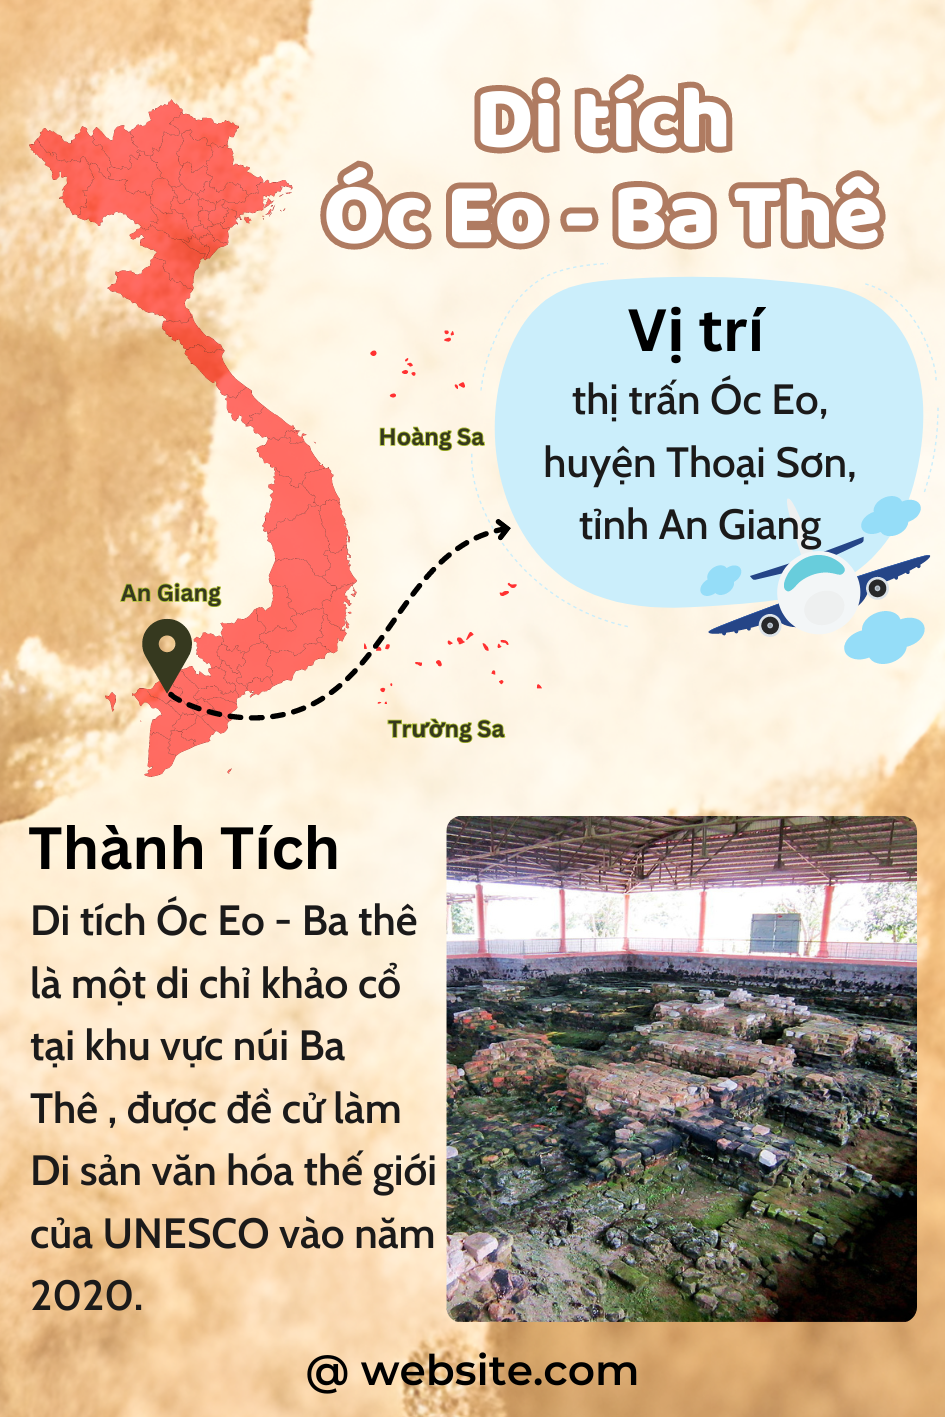 Di tích
Óc Eo - Ba Thê
Vị trí
thị trấn Óc Eo,
huyện Thoại Sơn,
tỉnh An Giang
Hoàng Sa
An Giang
Trường Sa
Thành Tích
Di tích Óc Eo - Ba thê
là một di chỉ khảo cổ
tại khu vực núi Ba
Thê , được đề cử làm
Di sản văn hóa thế giới
của UNESCO vào năm
2020.
@ website.com